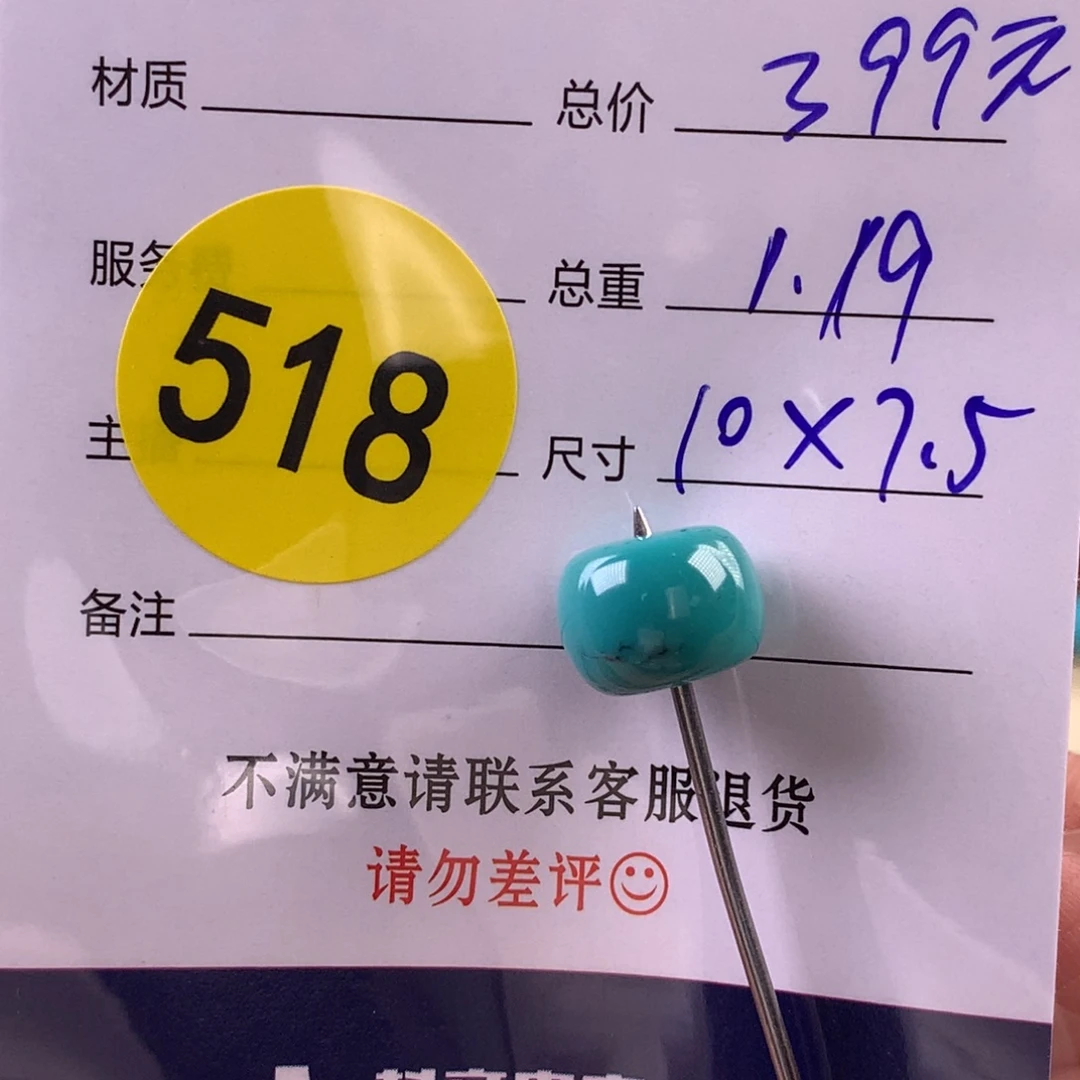 材质 总价 399元
服务 总重 1.19
518
主 尺寸 10×7.5
备注
不满意请联系客服退货
请勿差评